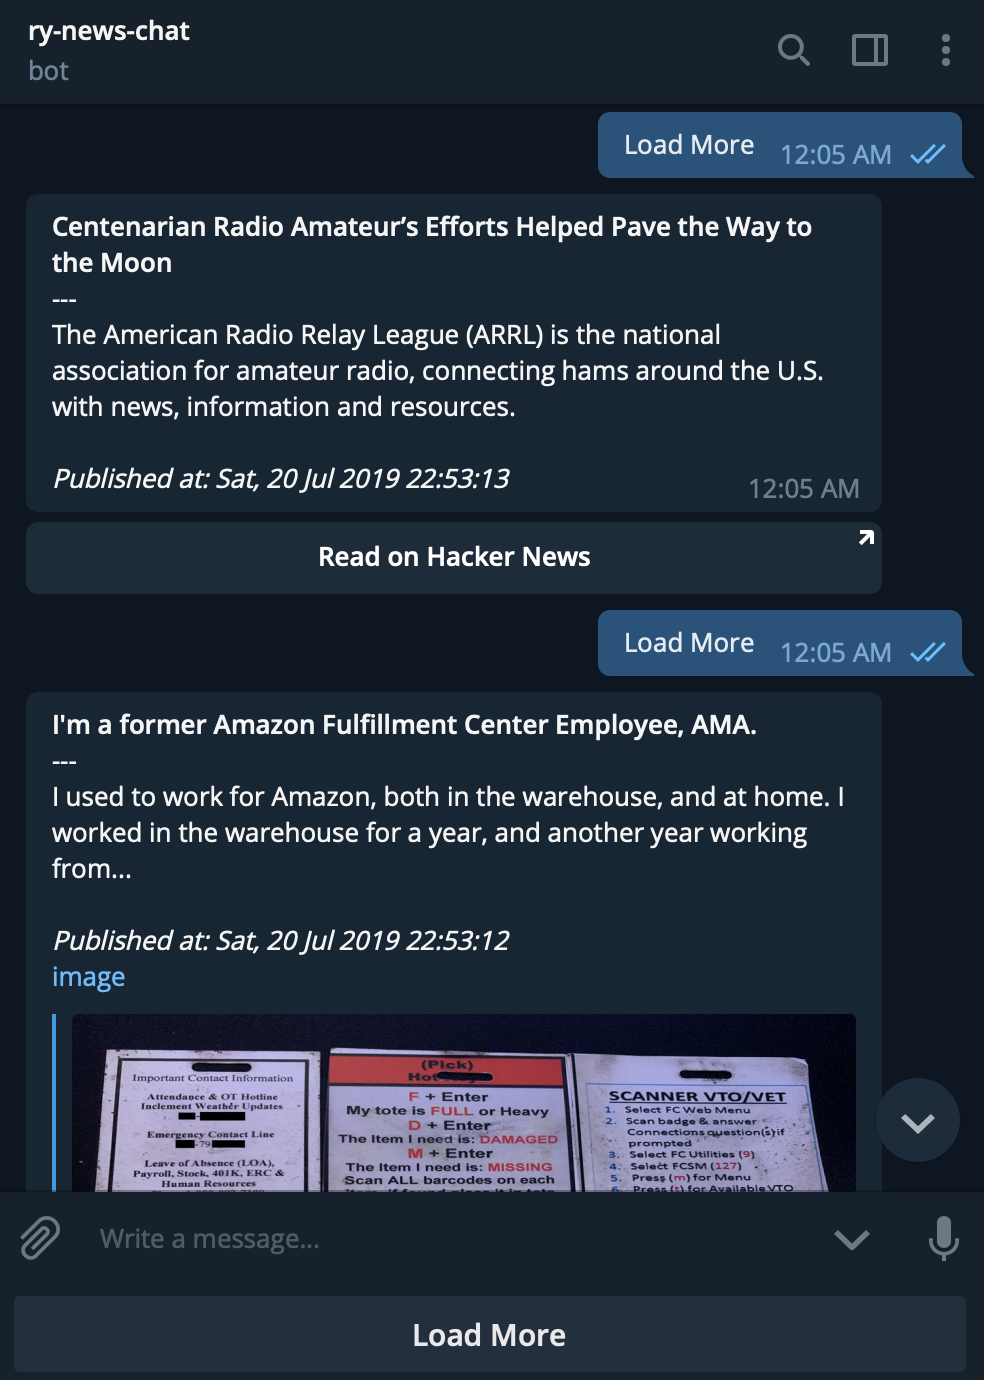 ry-news-chat
bot
Load More 12:05 AM
Centenarian Radio Amateur’s Efforts Helped Pave the Way to
the Moon
---
The American Radio Relay League (ARRL) is the national
association for amateur radio, connecting hams around the U.S.
with news, information and resources.
Published at: Sat, 20 Jul 2019 22:53:13
12:05 AM
Read on Hacker News
Load More 12:05 AM
I'm a former Amazon Fulfillment Center Employee, AMA.
---
I used to work for Amazon, both in the warehouse, and at home. I
worked in the warehouse for a year, and another year working
from...
Published at: Sat, 20 Jul 2019 22:53:12
image
Important Contact Information
Attendance & OT Hotline
Inclement Weather Updates
Emergency Contact Line
-79
Leave of Absence (LOA),
Payroll, Stock, 401K, ERC &
Human Resources
(Pick)
F + Enter
My tote is FULL or Heavy
D + Enter
The Item I need is: DAMAGED
M + Enter
The Item I need is: MISSING
Scan ALL barcodes on each
SCANNER VTO/VET
1. Select FC Web Menu
2. Scan badge & answer
Connections question(s) if
prompted
3. Select FC Utilities (9)
4. Select FCSM (127)
5. Press (m) for Menu
6. Press (t) for Available VTO
Write a message...
Load More